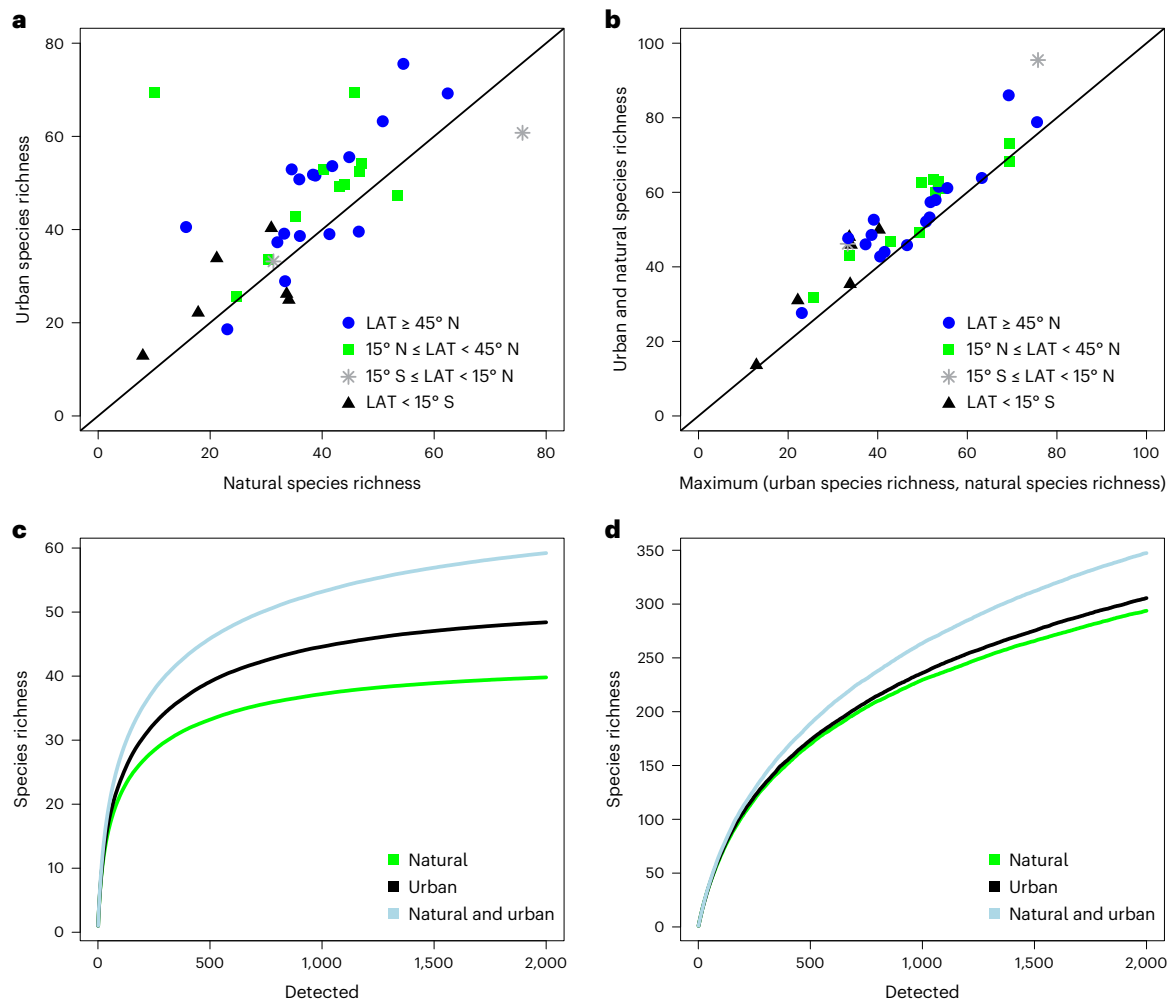 a
80
60
40
20
0
Urban species richness
0 20 40 60 80
Natural species richness
LAT ≥ 45° N
15° N ≤ LAT < 45° N
15° S ≤ LAT < 15° N
LAT < 15° S
b
100
80
60
40
20
0
Urban and natural species richness
0 20 40 60 80 100
Maximum (urban species richness, natural species richness)
LAT ≥ 45° N
15° N ≤ LAT < 45° N
15° S ≤ LAT < 15° N
LAT < 15° S
c
60
50
40
30
20
10
0
Species richness
0 500 1,000 1,500 2,000
Detected
Natural
Urban
Natural and urban
d
350
300
250
200
150
100
50
0
Species richness
0 500 1,000 1,500 2,000
Detected
Natural
Urban
Natural and urban